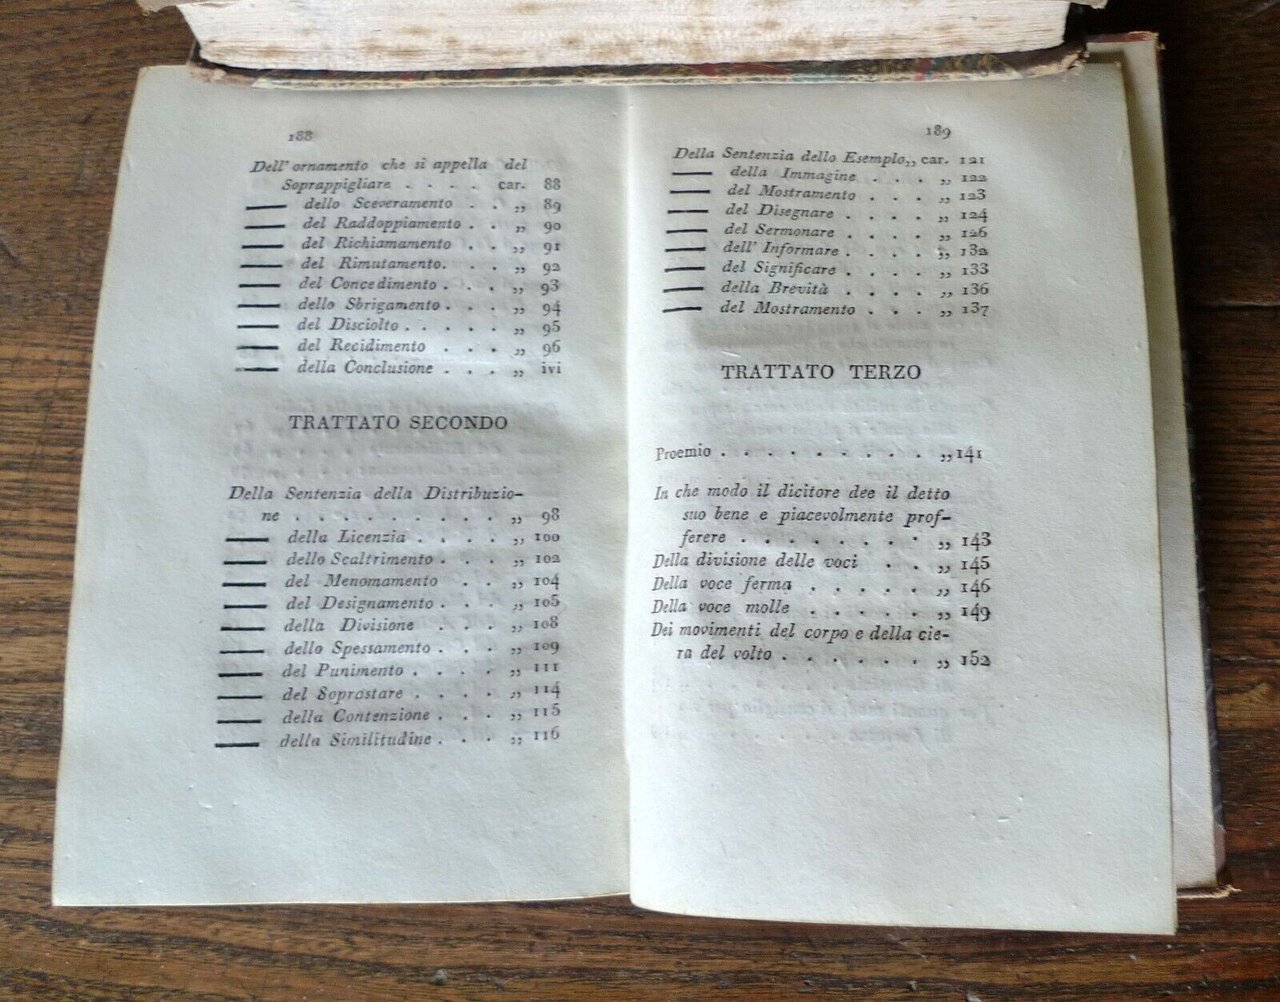 188
Dell' ornamento che si appella del
Soprappigliare . . . . car. 88
—— dello Sceveramento . . „ 89
—— del Raddoppiamento . . „ 90
—— del Richiamamento . . „ 91
—— del Rimutamento. . . „ 92
—— del Concedimento . . . „ 93
—— dello Sbrigamento . . . „ 94
—— del Disciolto . . . . . „ 95
—— del Recidimento . . . „ 96
—— della Conclusione . . . „ ivi
TRATTATO SECONDO
Della Sentenzia della Distribuzio-
ne . . . . . . . . . „ 98
—— della Licenzia . . . . „ 100
—— dello Scaltrimento . . . „ 102
—— del Menomamento . . „ 104
—— del Designamento . . . „ 105
—— della Divisione . . . „ 108
—— dello Spessamento . . „ 109
—— del Punimento . . . . „ 111
—— del Soprastare . . . . „ 114
—— della Contenzione . . . „ 115
—— della Similitudine . . . „ 116
189
Della Sentenzia dello Esemplo„ car. 121
—— della Immagine . . . „ 122
—— del Mostramento . . . „ 123
—— del Disegnare . . . . „ 124
—— del Sermonare . . . . „ 126
—— dell' Informare . . . . „ 132
—— del Significare . . . . „ 133
—— della Brevità . . . . „ 136
—— del Mostramento . . . „ 137
TRATTATO TERZO
Proemio . . . . . . . . . „ 141
In che modo il dicitore dee il detto
suo bene e piacevolmente prof-
ferere . . . . . . . . „ 143
Della divisione delle voci . . „ 145
Della voce ferma . . . . . „ 146
Della voce molle . . . . . „ 149
Dei movimenti del corpo e della cie-
ra del volto . . . . . . „ 152